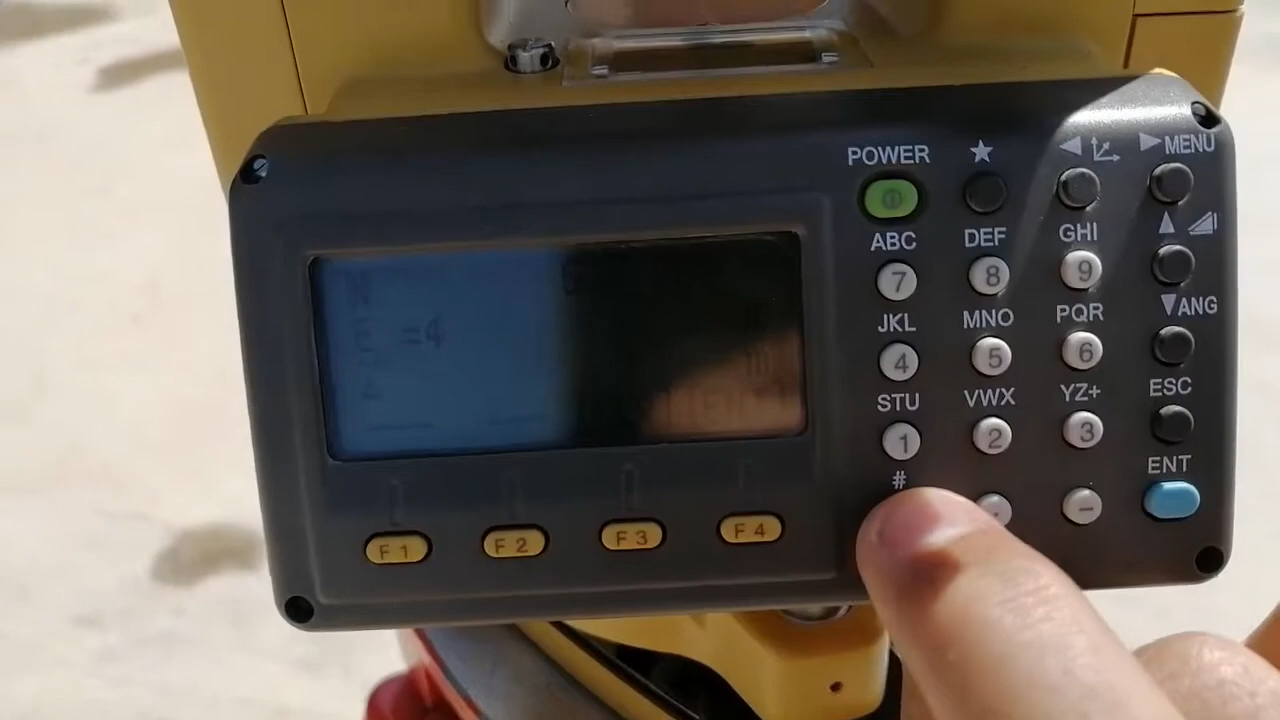 POWER ★ ◀ ▶MENU
ABC DEF GHI ▲
7 8 9
JKL MNO PQR ▼ANG
4 5 6
STU VWX YZ+ ESC
1 2 3
# ENT
. −
=4
F1 F2 F3 F4